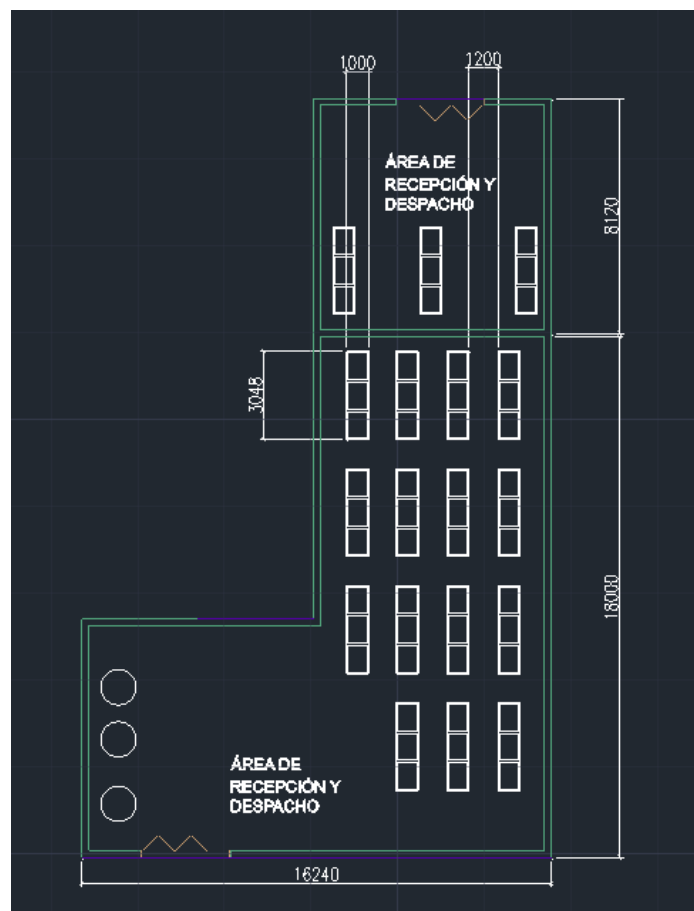 1000
1200
ÁREA DE
RECEPCIÓN Y
DESPACHO
8120
3048
18000
ÁREA DE
RECEPCIÓN Y
DESPACHO
16240